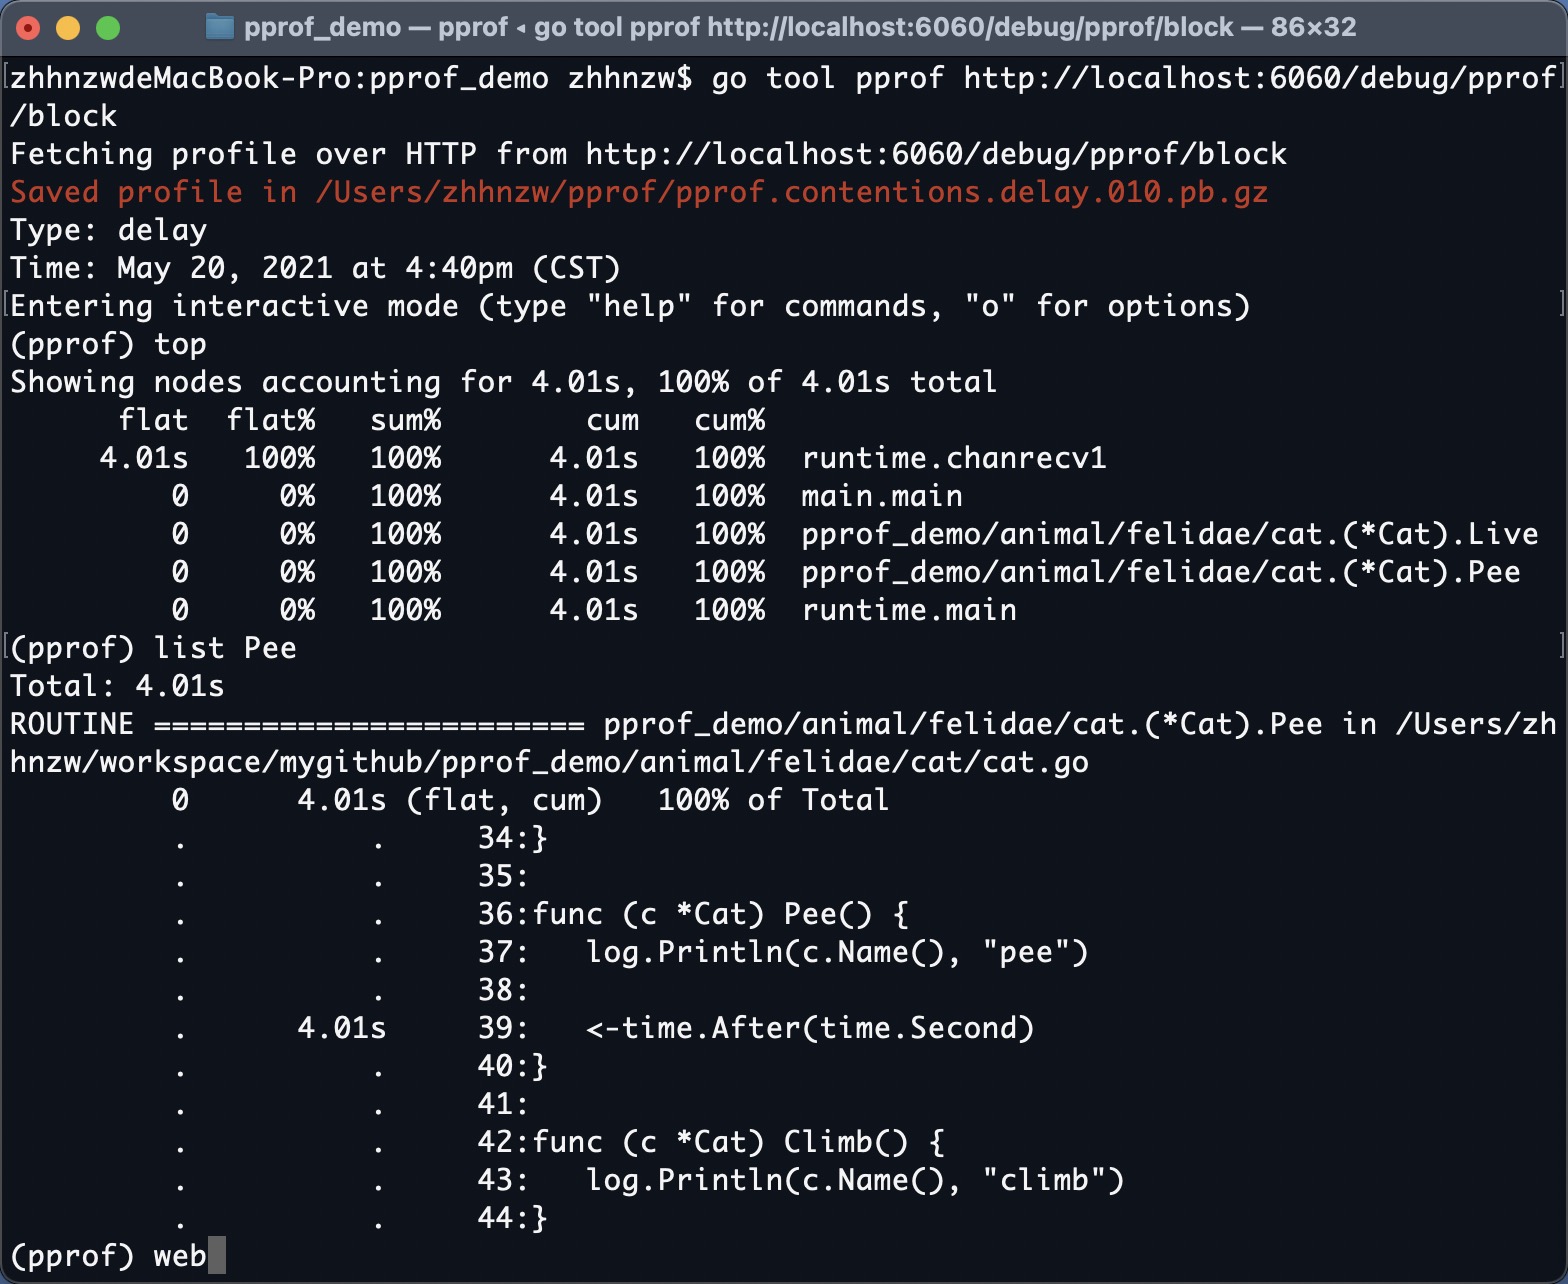 pprof_demo — pprof ◂ go tool pprof http://localhost:6060/debug/pprof/block — 86×32
zhhnzwdeMacBook-Pro:pprof_demo zhhnzw$ go tool pprof http://localhost:6060/debug/pprof
/block
Fetching profile over HTTP from http://localhost:6060/debug/pprof/block
Saved profile in /Users/zhhnzw/pprof/pprof.contentions.delay.010.pb.gz
Type: delay
Time: May 20, 2021 at 4:40pm (CST)
Entering interactive mode (type "help" for commands, "o" for options)
(pprof) top
Showing nodes accounting for 4.01s, 100% of 4.01s total
      flat  flat%   sum%        cum   cum%
     4.01s   100%   100%      4.01s   100%  runtime.chanrecv1
         0     0%   100%      4.01s   100%  main.main
         0     0%   100%      4.01s   100%  pprof_demo/animal/felidae/cat.(*Cat).Live
         0     0%   100%      4.01s   100%  pprof_demo/animal/felidae/cat.(*Cat).Pee
         0     0%   100%      4.01s   100%  runtime.main
(pprof) list Pee
Total: 4.01s
ROUTINE ======================== pprof_demo/animal/felidae/cat.(*Cat).Pee in /Users/zh
hnzw/workspace/mygithub/pprof_demo/animal/felidae/cat/cat.go
         0      4.01s (flat, cum)   100% of Total
         .          .     34:}
         .          .     35:
         .          .     36:func (c *Cat) Pee() {
         .          .     37:   log.Println(c.Name(), "pee")
         .          .     38:
         .      4.01s     39:   <-time.After(time.Second)
         .          .     40:}
         .          .     41:
         .          .     42:func (c *Cat) Climb() {
         .          .     43:   log.Println(c.Name(), "climb")
         .          .     44:}
(pprof) web